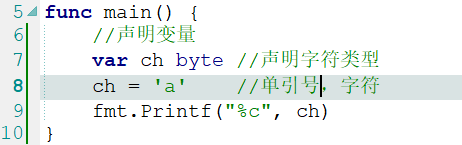 5 func main() {
6 //声明变量
7 var ch byte //声明字符类型
8 ch = 'a' //单引号，字符
9 fmt.Printf("%c", ch)
10 }